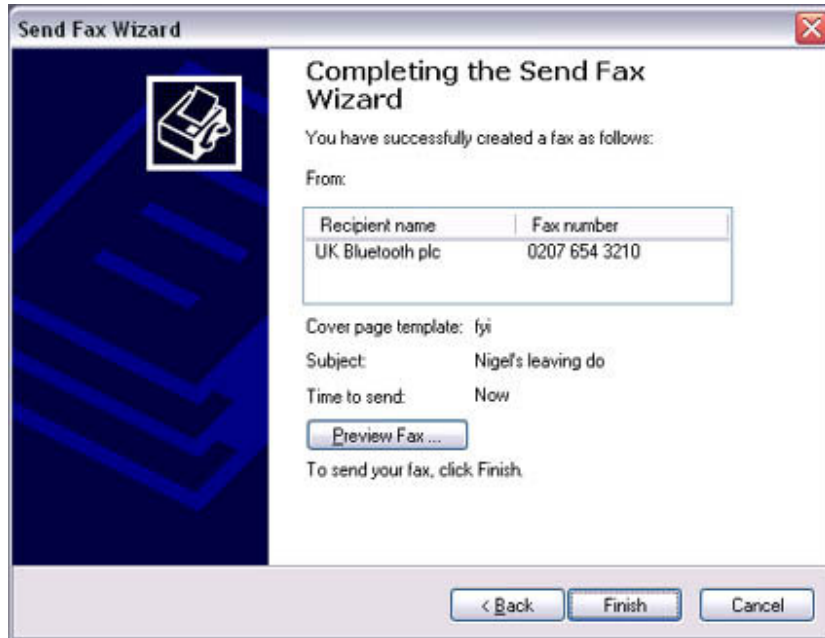 Send Fax Wizard
Completing the Send Fax
Wizard
You have successfully created a fax as follows:
From:
Recipient name Fax number
UK Bluetooth plc 0207 654 3210
Cover page template: fyi
Subject: Nigel's leaving do
Time to send: Now
Preview Fax ...
To send your fax, click Finish.
< Back Finish Cancel